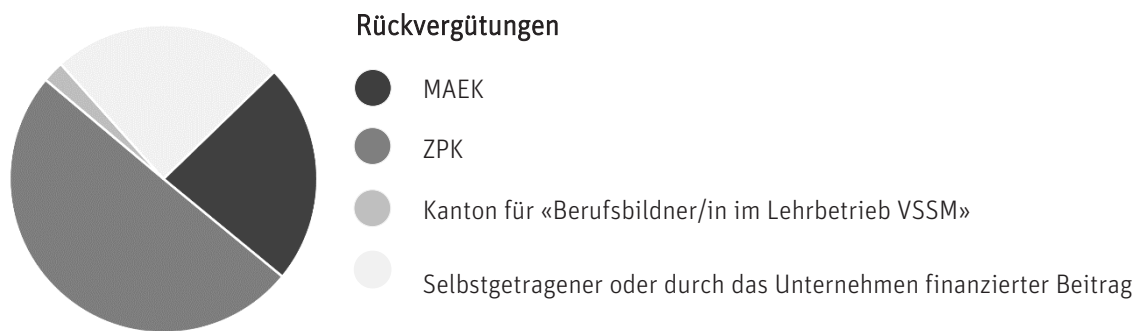 Rückvergütungen
MAEK
ZPK
Kanton für «Berufsbildner/in im Lehrbetrieb VSSM»
Selbstgetragener oder durch das Unternehmen finanzierter Beitrag